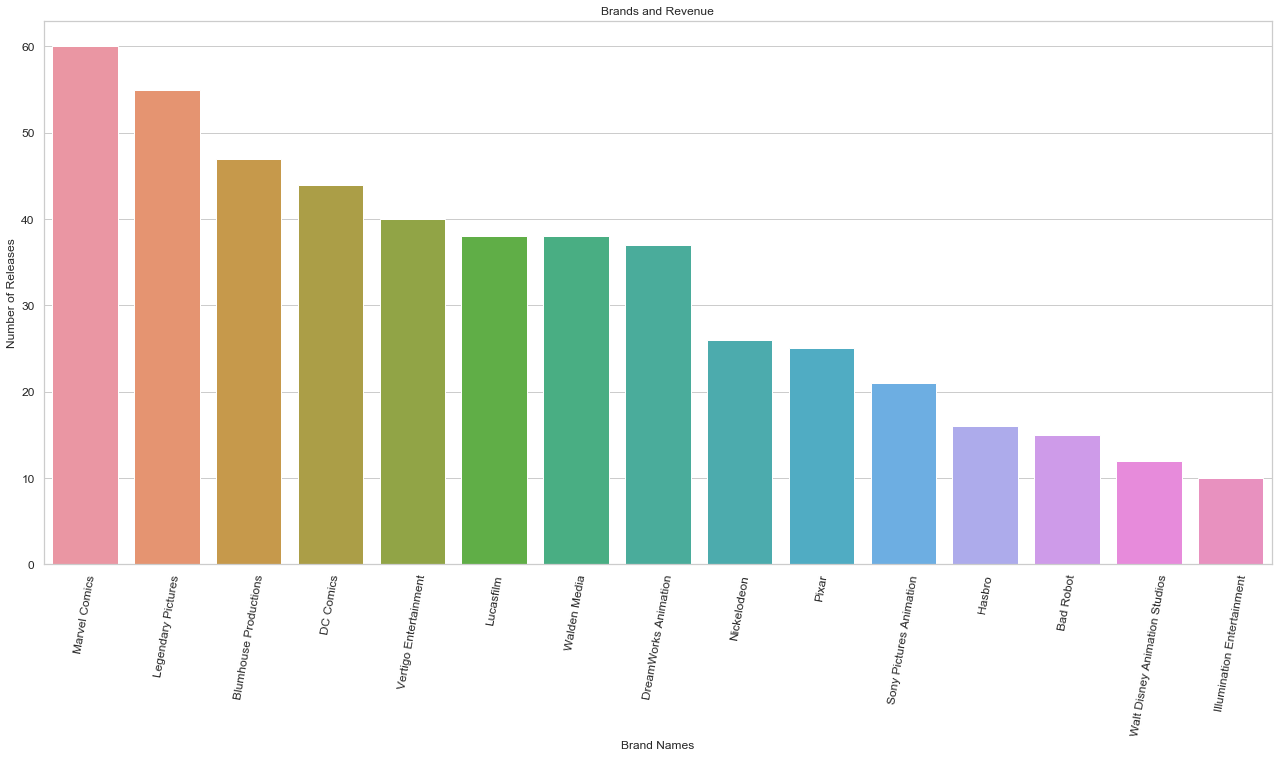 Brands and Revenue
Number of Releases
60
50
40
30
20
10
0
Marvel Comics
Legendary Pictures
Blumhouse Productions
DC Comics
Vertigo Entertainment
Lucasfilm
Walden Media
DreamWorks Animation
Nickelodeon
Pixar
Sony Pictures Animation
Hasbro
Bad Robot
Walt Disney Animation Studios
Illumination Entertainment
Brand Names